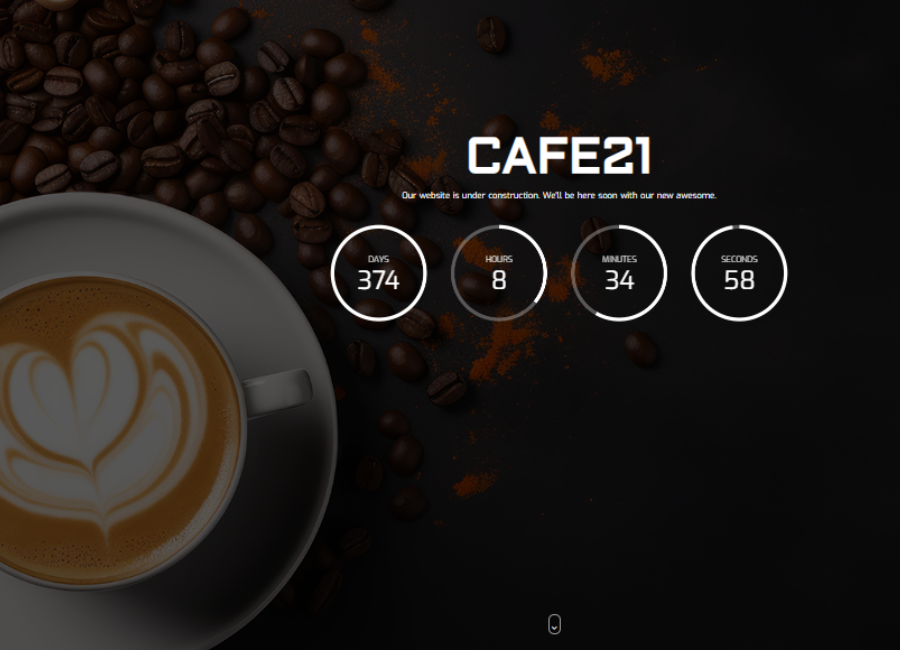 CAFE21
Our website is under construction. We'll be here soon with our new awesome.
DAYS
374
HOURS
8
MINUTES
34
SECONDS
58